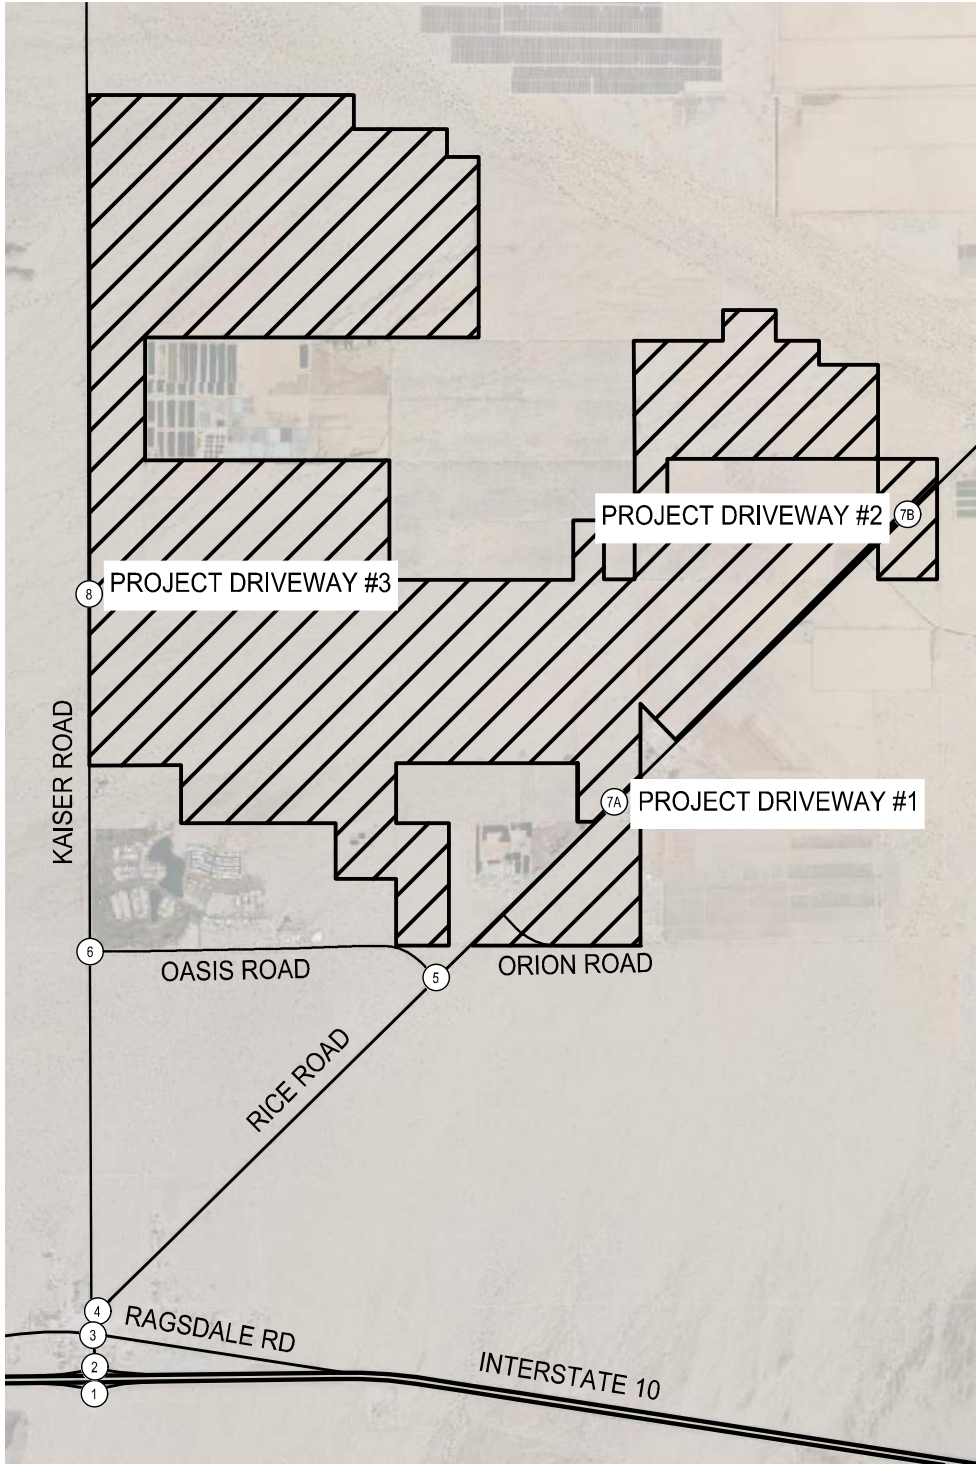 PROJECT DRIVEWAY #2
7B
8
PROJECT DRIVEWAY #3
KAISER ROAD
7A
PROJECT DRIVEWAY #1
6
OASIS ROAD
5
ORION ROAD
RICE ROAD
4
RAGSDALE RD
3
2
INTERSTATE 10
1